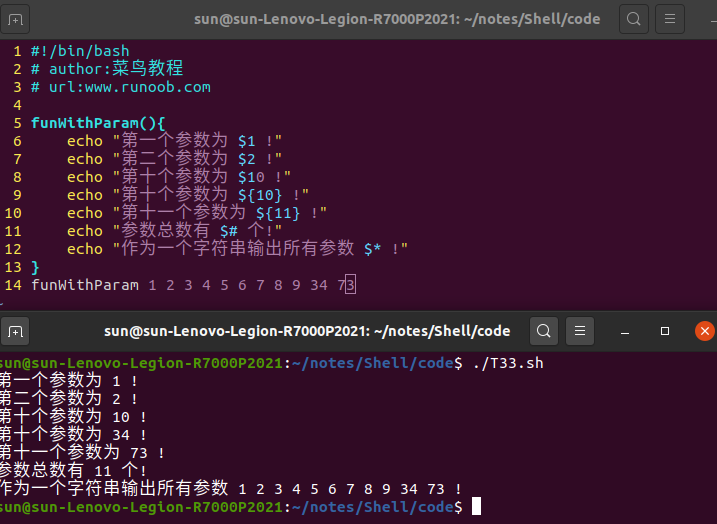 sun@sun-Lenovo-Legion-R7000P2021: ~/notes/Shell/code
1 #!/bin/bash
2 # author:菜鸟教程
3 # url:www.runoob.com
4
5 funWithParam(){
6     echo "第一个参数为 $1 !"
7     echo "第二个参数为 $2 !"
8     echo "第十个参数为 $10 !"
9     echo "第十个参数为 ${10} !"
10     echo "第十一个参数为 ${11} !"
11     echo "参数总数有 $# 个!"
12     echo "作为一个字符串输出所有参数 $* !"
13 }
14 funWithParam 1 2 3 4 5 6 7 8 9 34 73
~
sun@sun-Lenovo-Legion-R7000P2021: ~/notes/Shell/code
sun@sun-Lenovo-Legion-R7000P2021:~/notes/Shell/code$ ./T33.sh
第一个参数为 1 !
第二个参数为 2 !
第十个参数为 10 !
第十个参数为 34 !
第十一个参数为 73 !
参数总数有 11 个!
作为一个字符串输出所有参数 1 2 3 4 5 6 7 8 9 34 73 !
sun@sun-Lenovo-Legion-R7000P2021:~/notes/Shell/code$